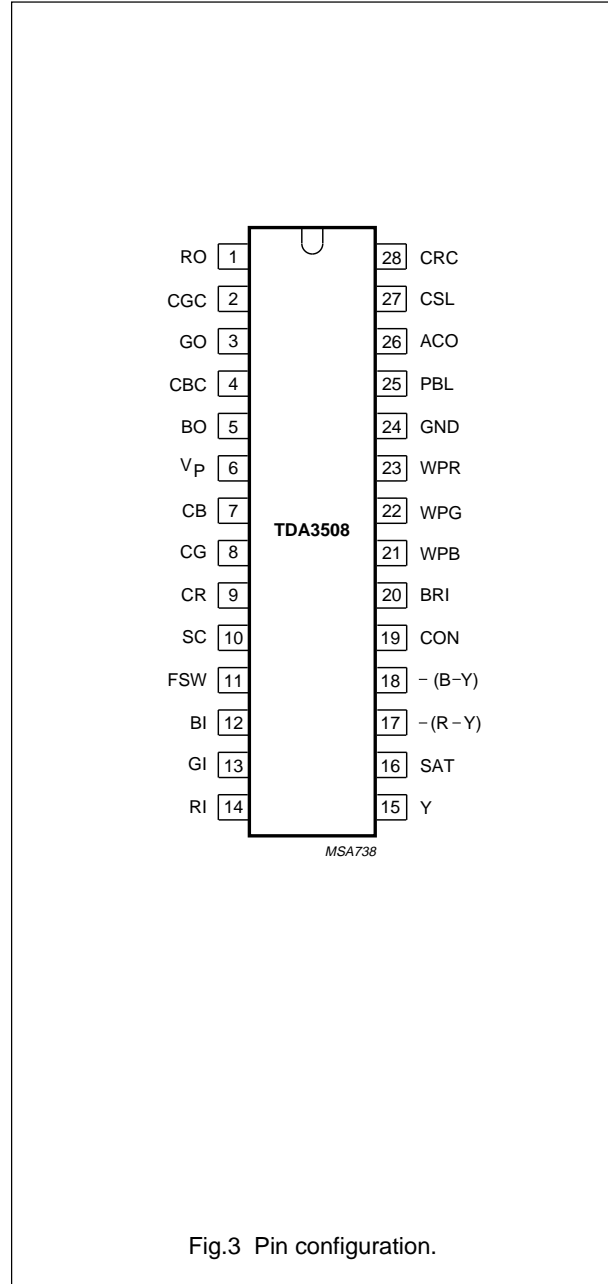 RO 1 28 CRC
CGC 2 27 CSL
GO 3 26 ACO
CBC 4 25 PBL
BO 5 24 GND
VP 6 23 WPR
CB 7 22 WPG
TDA3508
CG 8 21 WPB
CR 9 20 BRI
SC 10 19 CON
FSW 11 18 −(B−Y)
BI 12 17 −(R−Y)
GI 13 16 SAT
RI 14 15 Y
MSA738
Fig.3 Pin configuration.